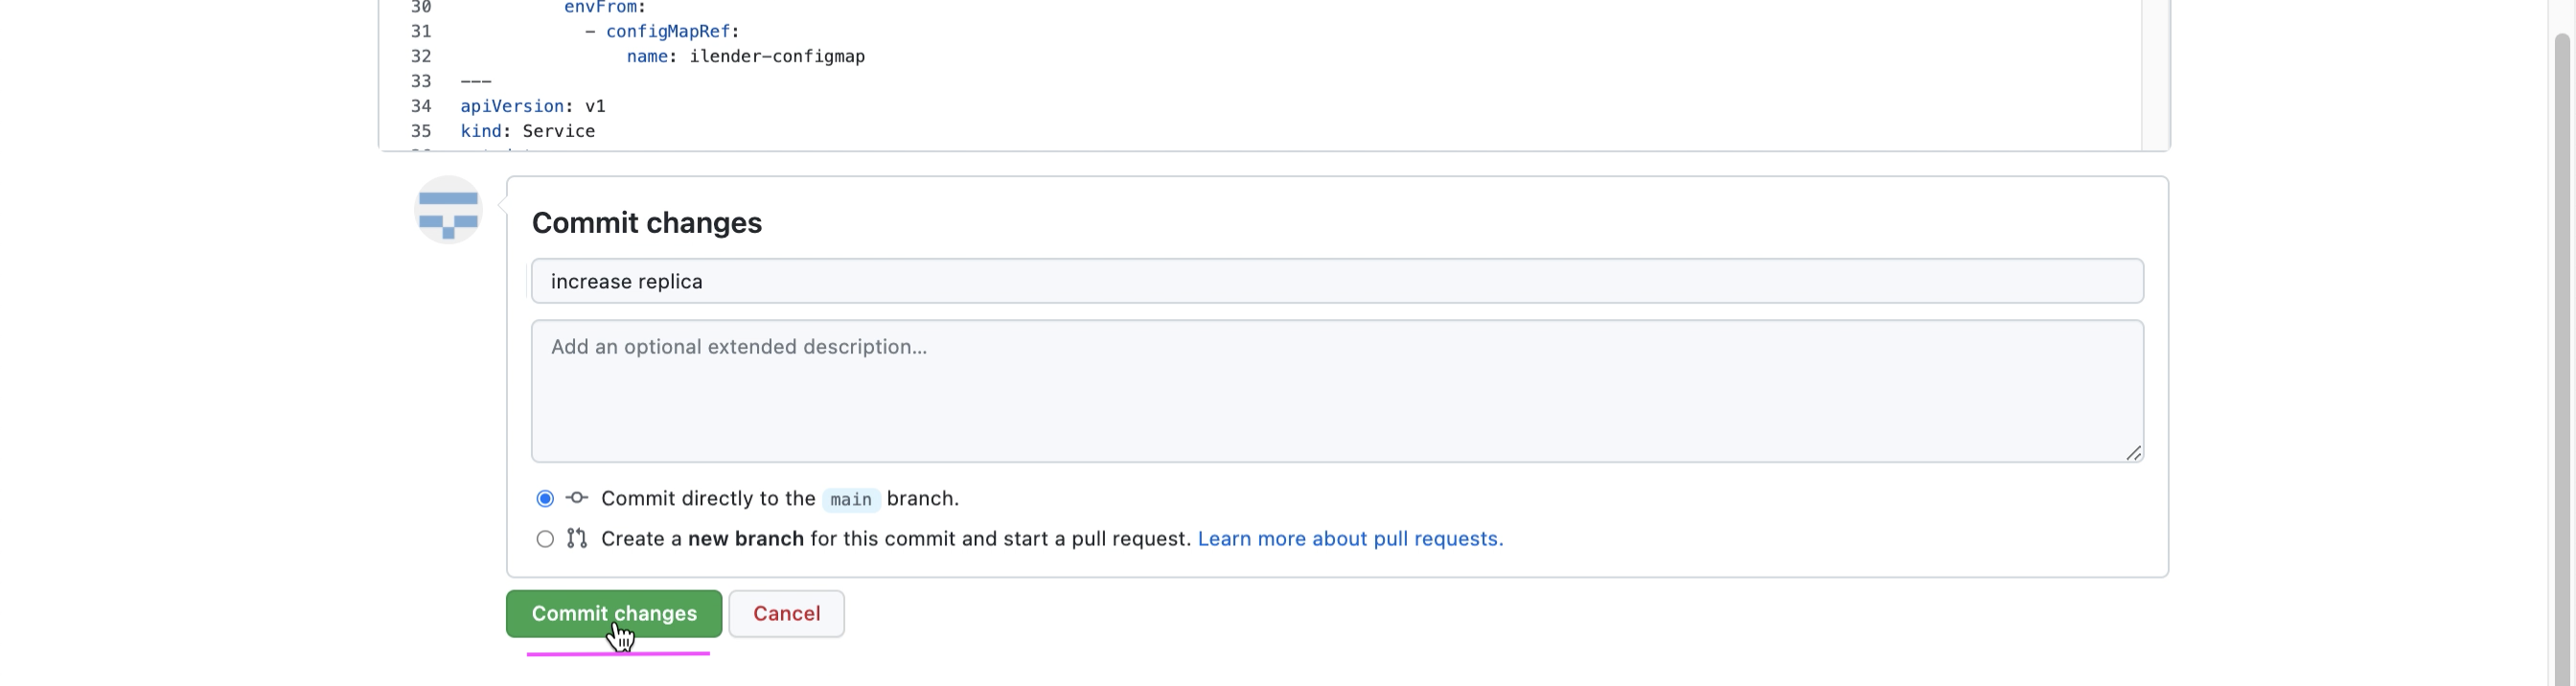 30 envFrom:
31 - configMapRef:
32 name: ilender-configmap
33 ---
34 apiVersion: v1
35 kind: Service
Commit changes
increase replica
Add an optional extended description...
Commit directly to the main branch.
Create a new branch for this commit and start a pull request. Learn more about pull requests.
Commit changes Cancel